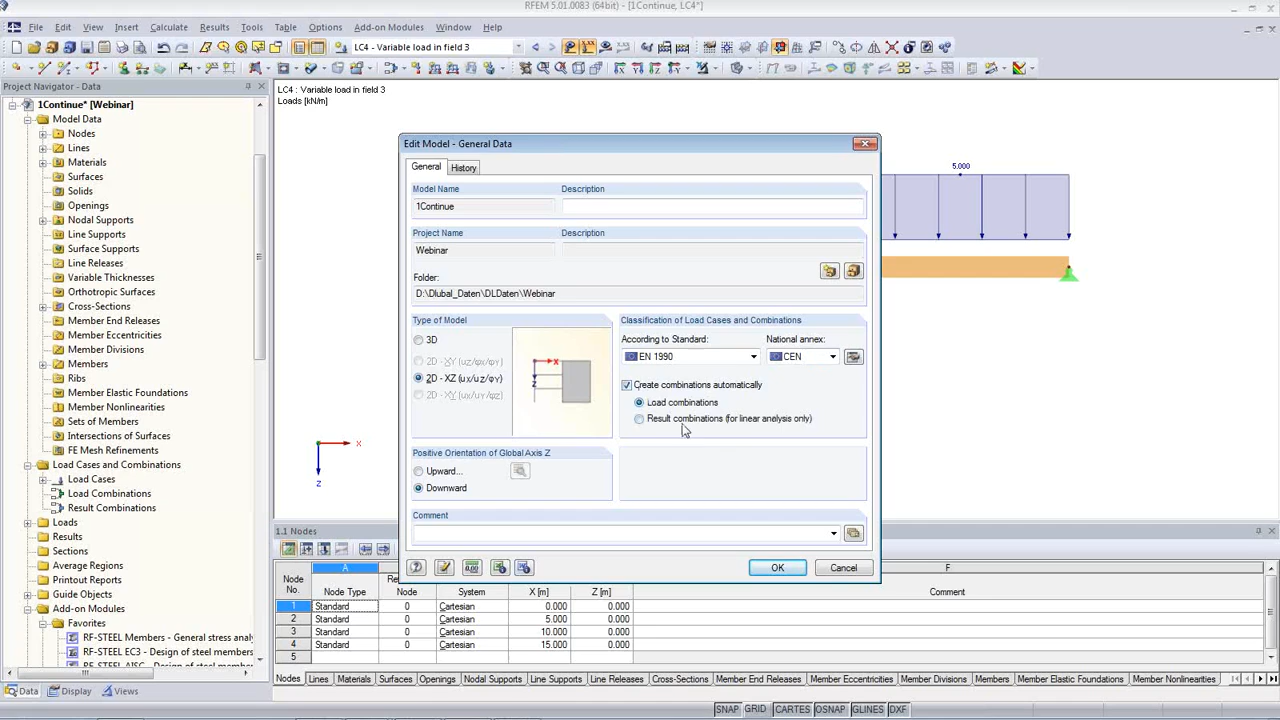 RFEM 5.01.0083 (64bit) - [1Continue, LC4*]
File Edit View Insert Calculate Results Tools Table Options Add-on Modules Window Help
LC4 - Variable load in field 3
Project Navigator - Data
1Continue* [Webinar]
Model Data
Nodes
Lines
Materials
Surfaces
Solids
Openings
Nodal Supports
Line Supports
Surface Supports
Line Releases
Variable Thicknesses
Orthotropic Surfaces
Cross-Sections
Member End Releases
Member Eccentricities
Member Divisions
Members
Ribs
Member Elastic Foundations
Member Nonlinearities
Sets of Members
Intersections of Surfaces
FE Mesh Refinements
Load Cases and Combinations
Load Cases
Load Combinations
Result Combinations
Loads
Results
Sections
Average Regions
Printout Reports
Guide Objects
Add-on Modules
Favorites
RF-STEEL Members - General stress anal
RF-STEEL EC3 - Design of steel member
Data Display Views
LC4 : Variable load in field 3
Loads [kN/m]
5.000
X
Z
Edit Model - General Data
General History
Model Name Description
1Continue
Project Name Description
Webinar
Folder:
D:\Dlubal_Daten\DLDaten\Webinar
Type of Model
3D
2D - XY (uZ/φX/φY)
2D - XZ (uX/uZ/φY)
2D - XY (uX/uY/φZ)
x
z
Classification of Load Cases and Combinations
According to Standard: National annex:
EN 1990 CEN
Create combinations automatically
Load combinations
Result combinations (for linear analysis only)
Positive Orientation of Global Axis Z
Upward...
Downward
Comment
OK Cancel
1.1 Nodes
A F
Node
No.
Node Type Node System X [m] Z [m] Comment
1 Standard 0 Cartesian 0.000 0.000
2 Standard 0 Cartesian 5.000 0.000
3 Standard 0 Cartesian 10.000 0.000
4 Standard 0 Cartesian 15.000 0.000
5
Nodes Lines Materials Surfaces Openings Nodal Supports Line Supports Line Releases Cross-Sections Member End Releases Member Eccentricities Member Divisions Members Member Elastic Foundations Member Nonlinearities
SNAP GRID CARTES OSNAP GLINES DXF